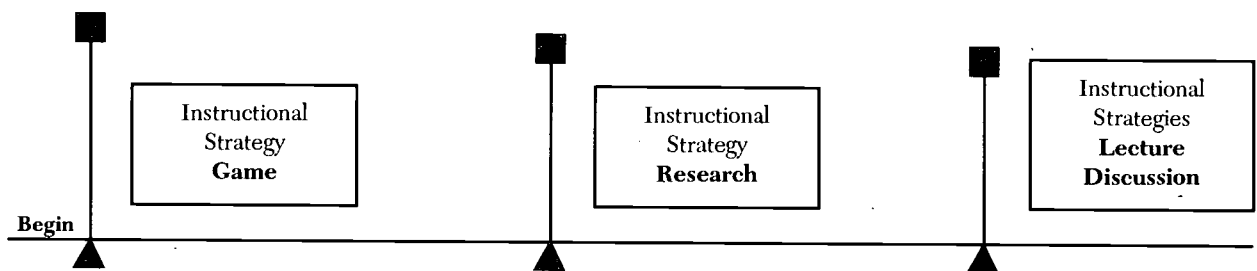 Instructional
Strategy
Game
Instructional
Strategy
Research
Instructional
Strategies
Lecture
Discussion
Begin